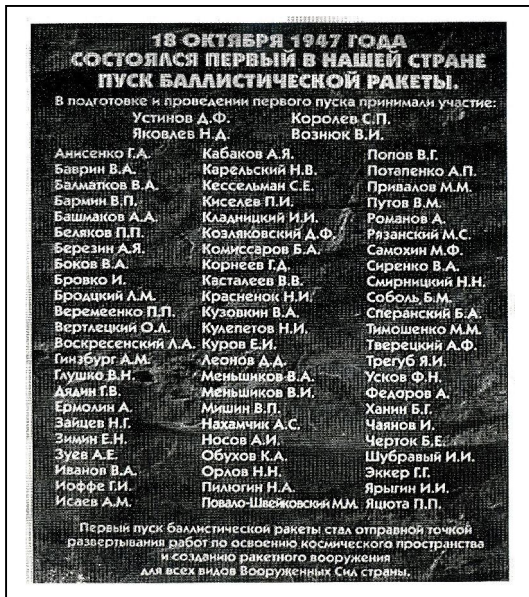 18 ОКТЯБРЯ 1947 ГОДА
СОСТОЯЛСЯ ПЕРВЫЙ В НАШЕЙ СТРАНЕ
ПУСК БАЛЛИСТИЧЕСКОЙ РАКЕТЫ.
В подготовке и проведении первого пуска принимали участие:
Устинов Д.Ф. Королев С.П.
Яковлев Н.Д. Вознюк В.И.
Анисенко Г.А.
Баврин В.А.
Балматков В.А.
Бармин В.П.
Башмаков А.А.
Беляков П.П.
Березин А.Я.
Боков В.А.
Бровко И.
Бродцкий Л.М.
Веремеенко П.П.
Вертлецкий О.Л.
Воскресенский Л.А.
Гинзбург А.М.
Глушко В.Н.
Дядин Г.В.
Ермолин А.
Зайцев Н.Г.
Зимин Е.Н.
Зуев А.Е.
Иванов В.А.
Иоффе Г.И.
Исаев А.М.
Кабаков А.Я.
Карельский Н.В.
Кессельман С.Е.
Киселев П.И.
Кладницкий И.И.
Козляковский Д.Ф.
Комиссаров Б.А.
Корнеев Г.Д.
Касталеев В.В.
Красненок Н.И.
Кузовкин В.А.
Кулепетов Н.И.
Куров Е.И.
Леонов Д.Д.
Меньшиков В.А.
Меньшиков В.И.
Мишин В.П.
Нахамчик А.С.
Носов А.И.
Обухов К.А.
Орлов Н.Н.
Пилюгин Н.А.
Повало-Швейковский М.М.
Попов В.Г.
Потапенко А.П.
Привалов М.М.
Путов В.М.
Романов А.
Рязанский М.С.
Самохин М.Ф.
Сиренко В.А.
Смирницкий Н.Н.
Соболь Б.М.
Сперанский Б.А.
Тимошенко М.М.
Тверецкий А.Ф.
Трегуб Я.И.
Усков Ф.Н.
Федоров А.
Ханин Б.Г.
Чаянов И.
Черток Б.Е.
Шубравый И.И.
Эккер Г.Г.
Ярыгин И.И.
Яцюта П.П.
Первый пуск баллистической ракеты стал отправной точкой
развертывания работ по освоению космического пространства
и созданию ракетного вооружения
для всех видов Вооруженных Сил страны.